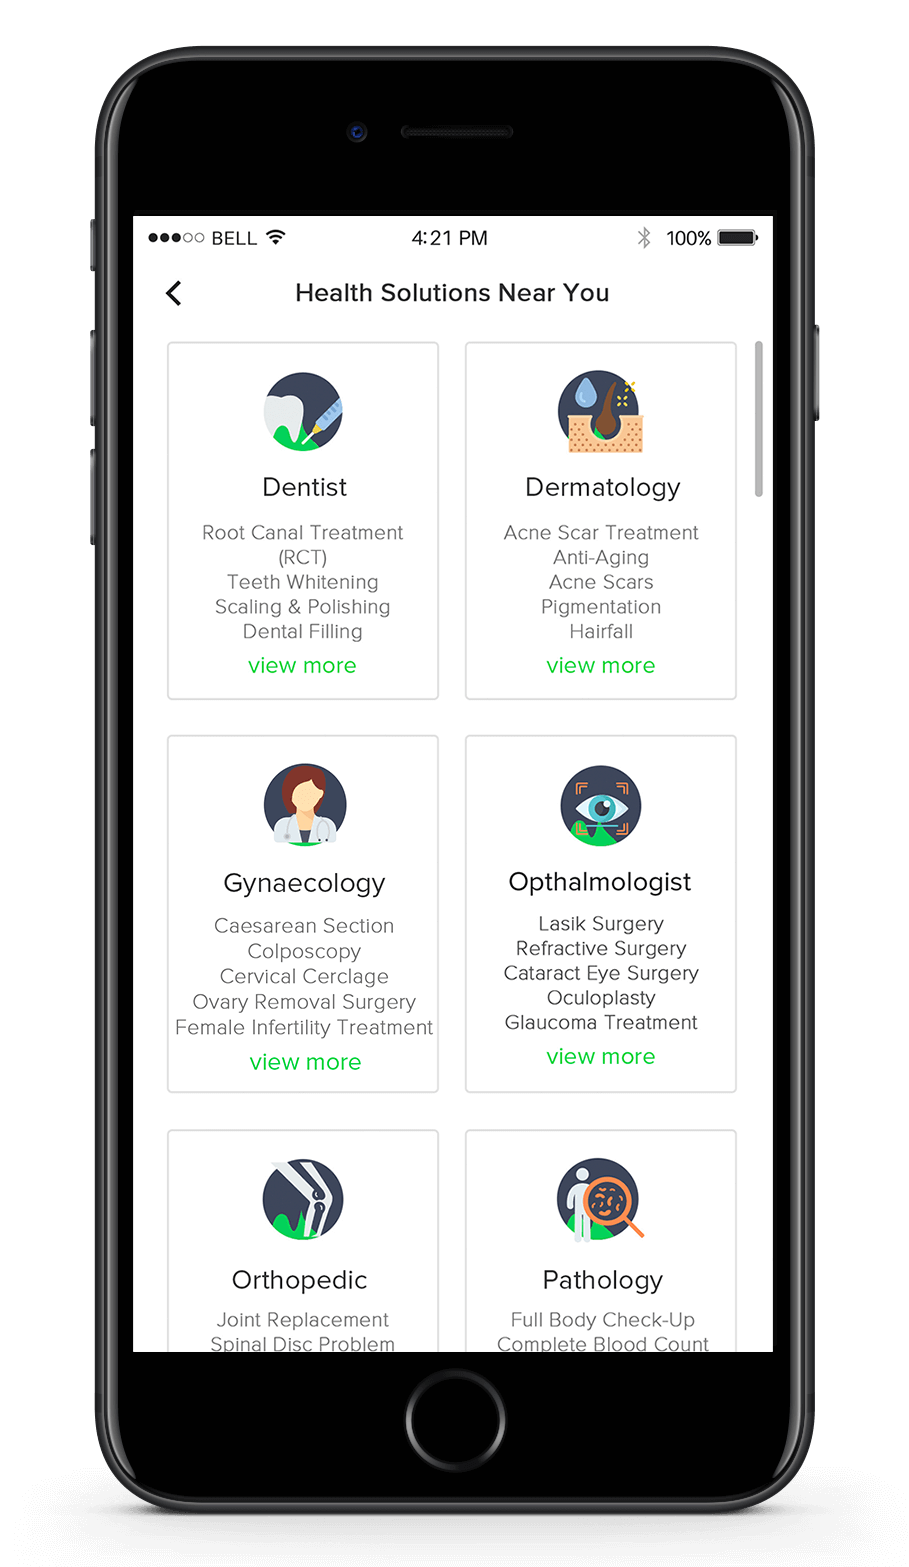 BELL 4:21 PM 100%
Health Solutions Near You
Dentist
Root Canal Treatment
(RCT)
Teeth Whitening
Scaling & Polishing
Dental Filling
view more
Dermatology
Acne Scar Treatment
Anti-Aging
Acne Scars
Pigmentation
Hairfall
view more
Gynaecology
Caesarean Section
Colposcopy
Cervical Cerclage
Ovary Removal Surgery
Female Infertility Treatment
view more
Opthalmologist
Lasik Surgery
Refractive Surgery
Cataract Eye Surgery
Oculoplasty
Glaucoma Treatment
view more
Orthopedic
Joint Replacement
Spinal Disc Problem
Pathology
Full Body Check-Up
Complete Blood Count